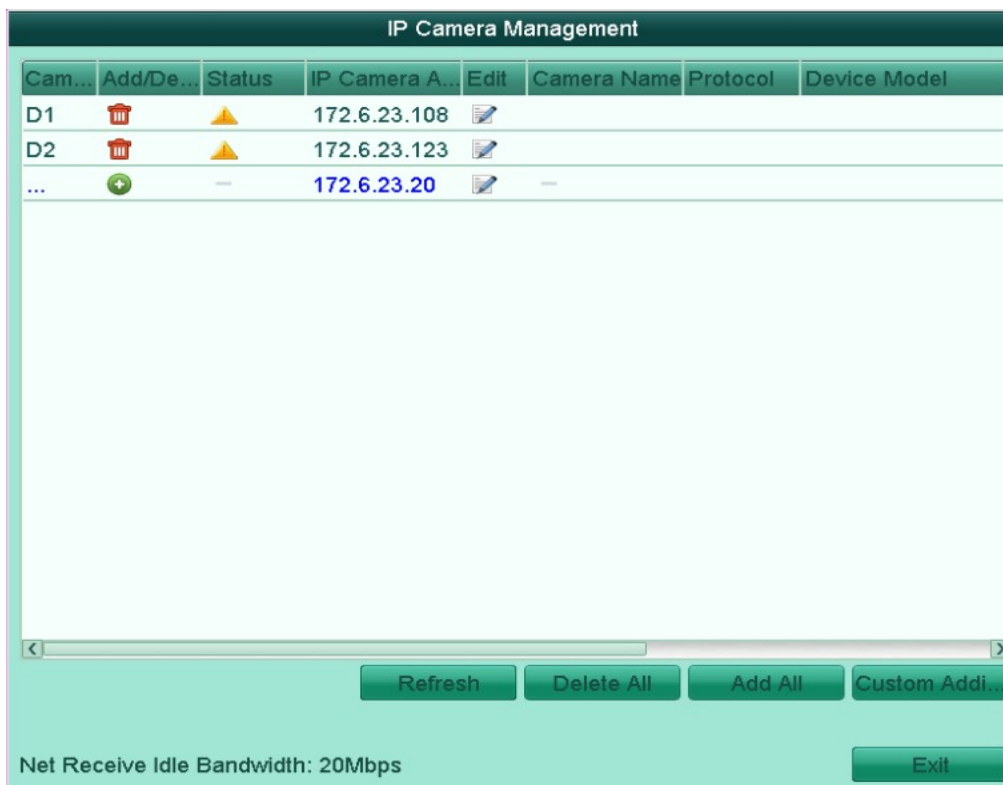 IP Camera Management
Cam... Add/De... Status IP Camera A... Edit Camera Name Protocol Device Model
D1 172.6.23.108
D2 172.6.23.123
... — 172.6.23.20 —
Refresh Delete All Add All Custom Addi...
Net Receive Idle Bandwidth: 20Mbps Exit